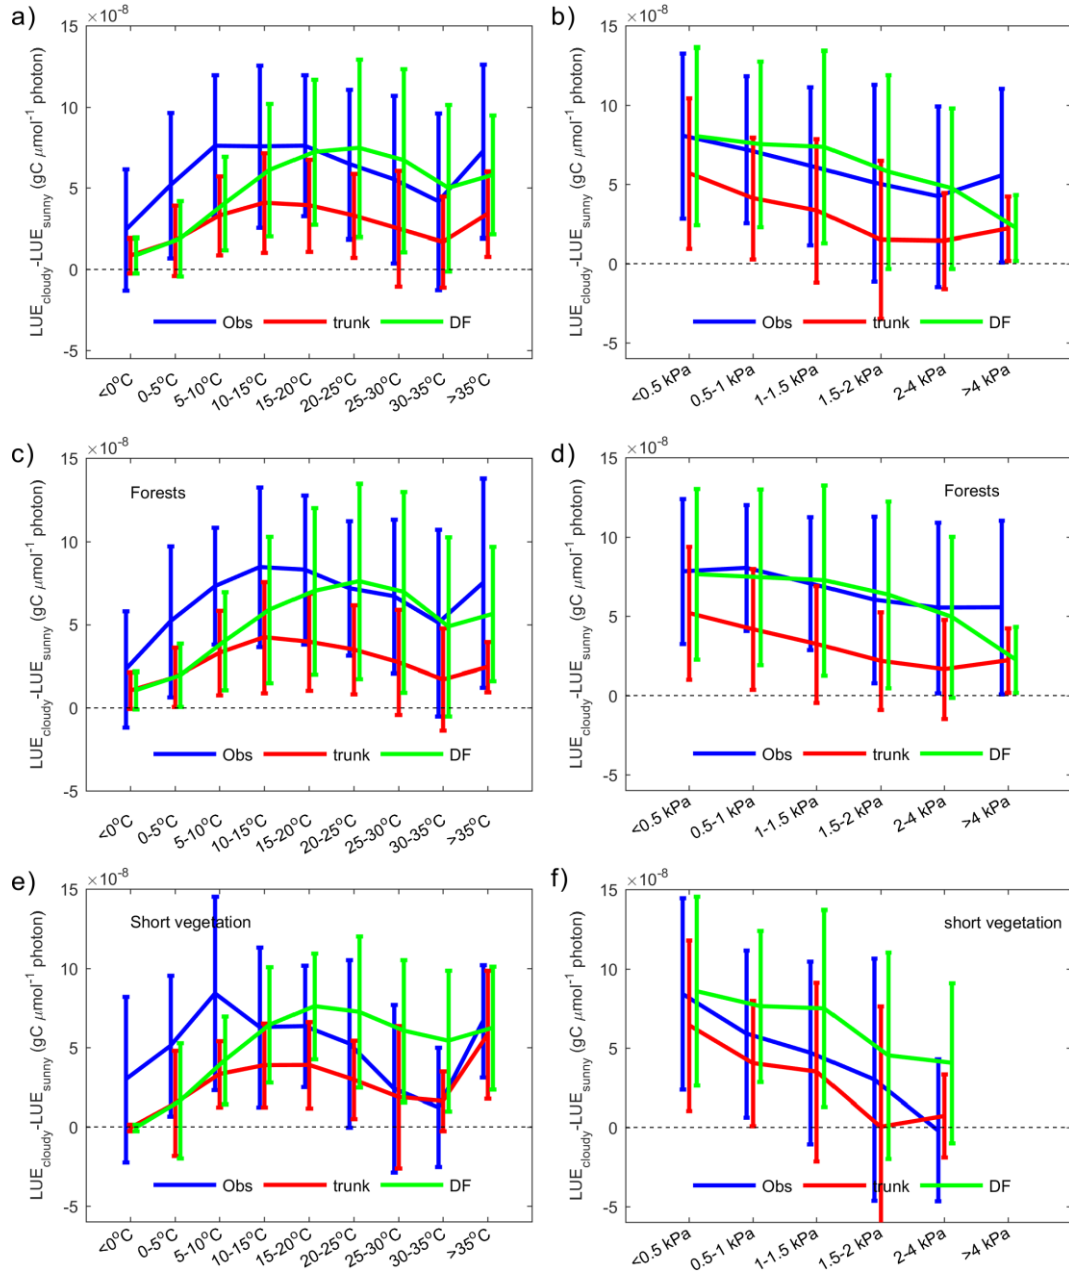 a)
×10⁻⁸
15
10
5
0
-5
LUEcloudy-LUEsunny (gC μmol⁻¹ photon)
Obs trunk DF
<0°C 0-5°C 5-10°C 10-15°C 15-20°C 20-25°C 25-30°C 30-35°C >35°C
b)
×10⁻⁸
15
10
5
0
-5
LUEcloudy-LUEsunny (gC μmol⁻¹ photon)
Obs trunk DF
<0.5 kPa 0.5-1 kPa 1-1.5 kPa 1.5-2 kPa 2-4 kPa >4 kPa
c)
×10⁻⁸
15
10
5
0
-5
LUEcloudy-LUEsunny (gC μmol⁻¹ photon)
Forests
Obs trunk DF
<0°C 0-5°C 5-10°C 10-15°C 15-20°C 20-25°C 25-30°C 30-35°C >35°C
d)
×10⁻⁸
15
10
5
0
-5
LUEcloudy-LUEsunny (gC μmol⁻¹ photon)
Forests
Obs trunk DF
<0.5 kPa 0.5-1 kPa 1-1.5 kPa 1.5-2 kPa 2-4 kPa >4 kPa
e)
×10⁻⁸
15
10
5
0
-5
LUEcloudy-LUEsunny (gC μmol⁻¹ photon)
Short vegetation
Obs trunk DF
<0°C 0-5°C 5-10°C 10-15°C 15-20°C 20-25°C 25-30°C 30-35°C >35°C
f)
×10⁻⁸
15
10
5
0
-5
LUEcloudy-LUEsunny (gC μmol⁻¹ photon)
short vegetation
Obs trunk DF
<0.5 kPa 0.5-1 kPa 1-1.5 kPa 1.5-2 kPa 2-4 kPa >4 kPa